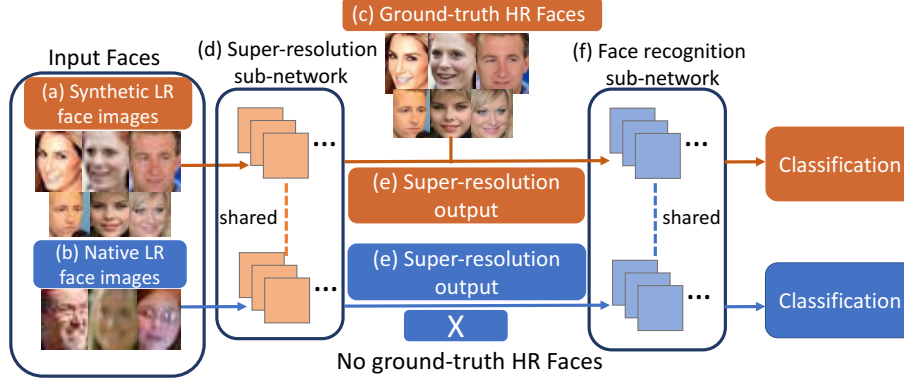 (c) Ground-truth HR Faces
Input Faces
(d) Super-resolution
sub-network
(f) Face recognition
sub-network
(a) Synthetic LR
face images
...
...
Classification
(e) Super-resolution
output
shared
shared
(b) Native LR
face images
(e) Super-resolution
output
...
...
Classification
X
No ground-truth HR Faces